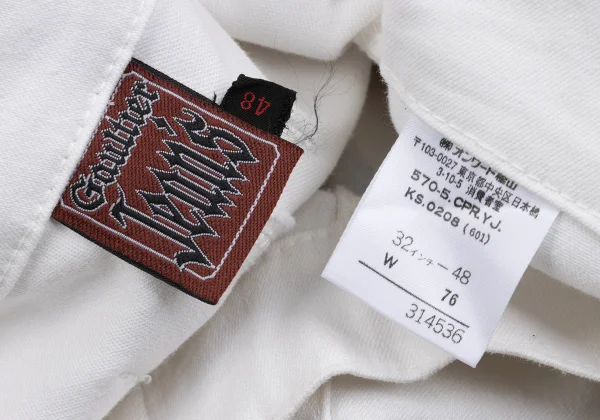 Gaultier
Jean's
48
㈱オンワード樫山
〒103-0027 東京都中央区日本橋
3-10-5 消費者室
570-5.CPR.Y.J.
Ks.0208 (601)
32インチ－48
W 76
314536